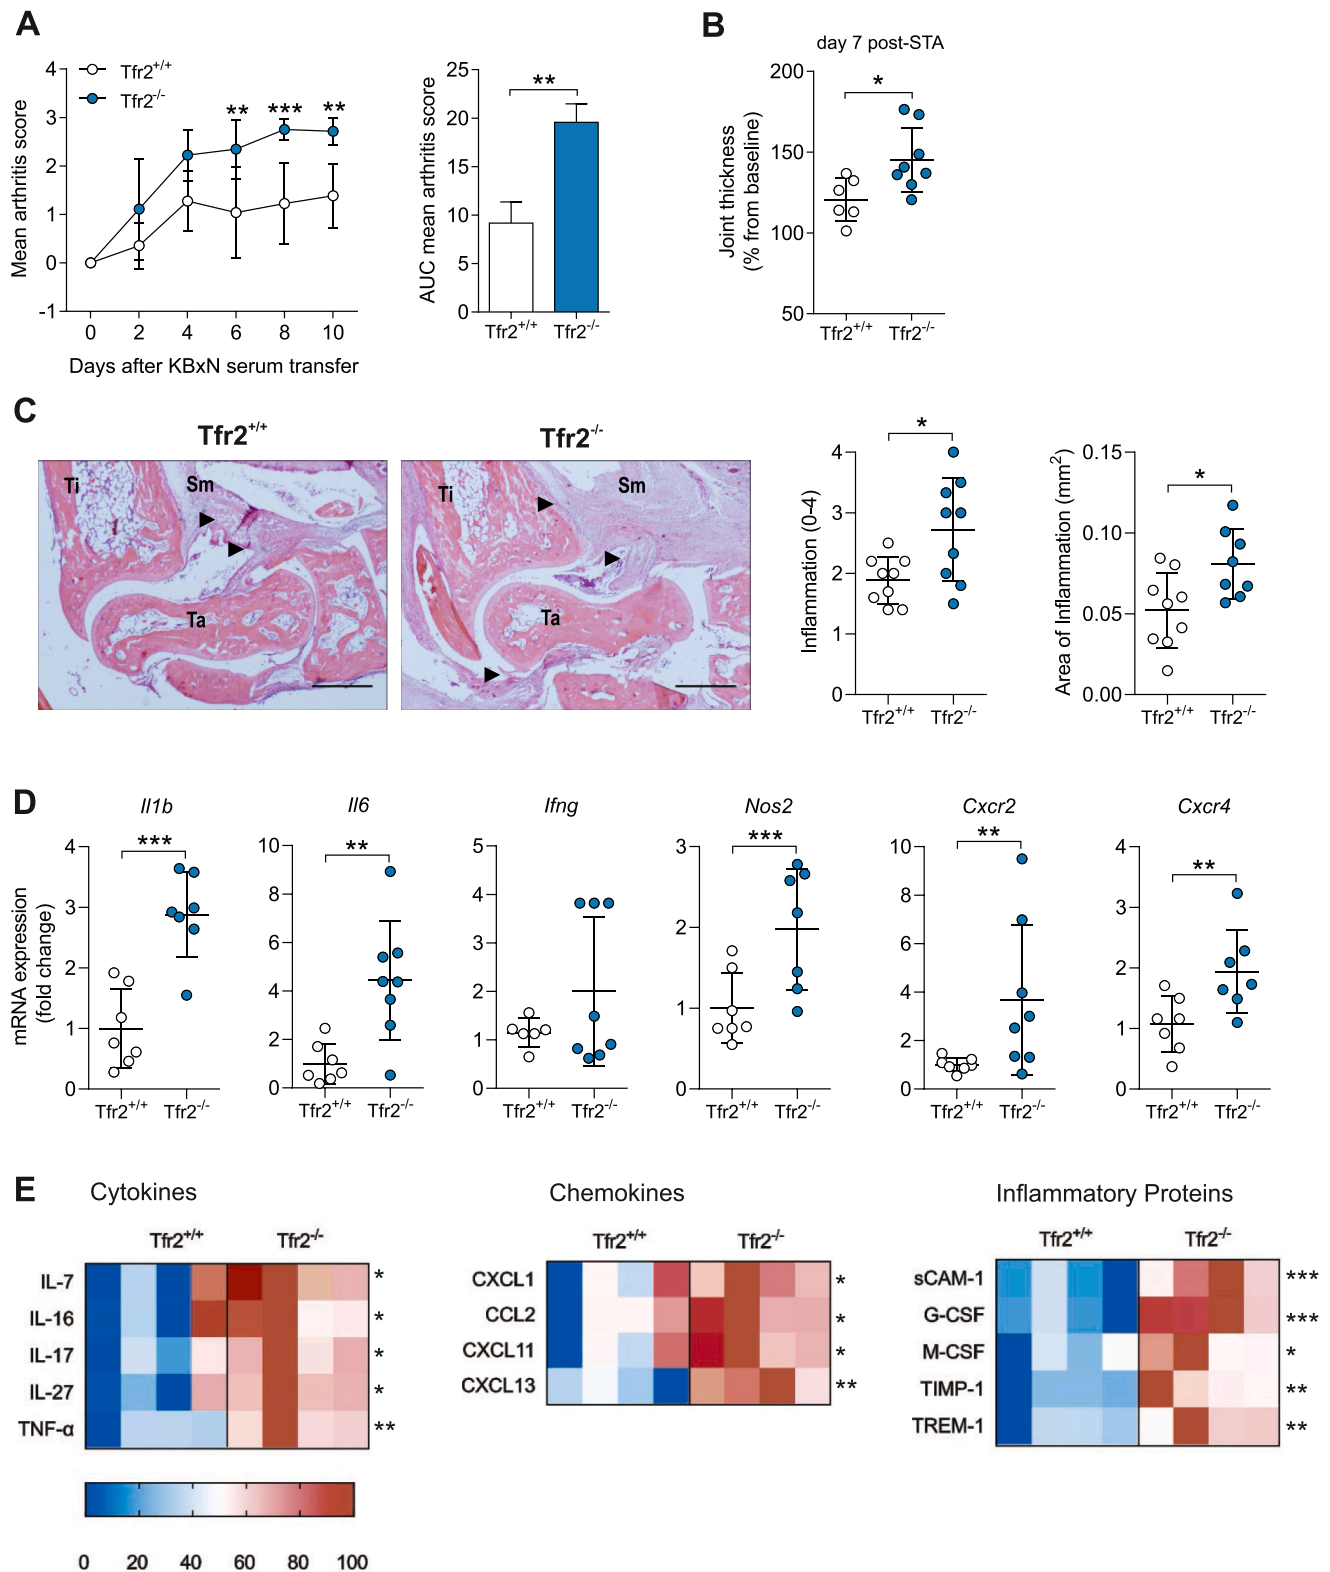 A
Tfr2+/+
Tfr2-/-
Mean arthritis score
4
3
2
1
0
-1
** *** **
0 2 4 6 8 10
Days after KBxN serum transfer
AUC mean arthritis score
25
20
15
10
5
0
**
Tfr2+/+ Tfr2-/-
B
day 7 post-STA
Joint thickness
(% from baseline)
200
150
100
50
*
Tfr2+/+ Tfr2-/-
C
Tfr2+/+
Ti
Sm
Ta
Tfr2-/-
Ti
Sm
Ta
Inflammation (0-4)
4
3
2
1
0
*
Tfr2+/+ Tfr2-/-
Area of Inflammation (mm2)
0.15
0.10
0.05
0.00
*
Tfr2+/+ Tfr2-/-
D
mRNA expression
(fold change)
Il1b
4
3
2
1
0
***
Tfr2+/+ Tfr2-/-
Il6
10
8
6
4
2
0
**
Tfr2+/+ Tfr2-/-
Ifng
5
4
3
2
1
0
Tfr2+/+ Tfr2-/-
Nos2
3
2
1
0
***
Tfr2+/+ Tfr2-/-
Cxcr2
10
8
6
4
2
0
**
Tfr2+/+ Tfr2-/-
Cxcr4
4
3
2
1
0
**
Tfr2+/+ Tfr2-/-
E
Cytokines
Tfr2+/+ Tfr2-/-
IL-7 *
IL-16 *
IL-17 *
IL-27 *
TNF-α **
0 20 40 60 80 100
Chemokines
Tfr2+/+ Tfr2-/-
CXCL1 *
CCL2 *
CXCL11 *
CXCL13 **
Inflammatory Proteins
Tfr2+/+ Tfr2-/-
sCAM-1 ***
G-CSF ***
M-CSF *
TIMP-1 **
TREM-1 **